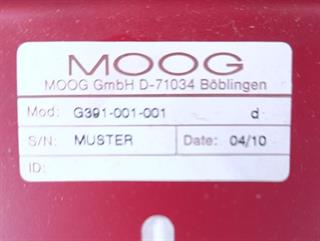 MOOG
MOOG GmbH D-71034 Böblingen
Mod: G391-001-001 d
S/N: MUSTER Date: 04/10
ID: